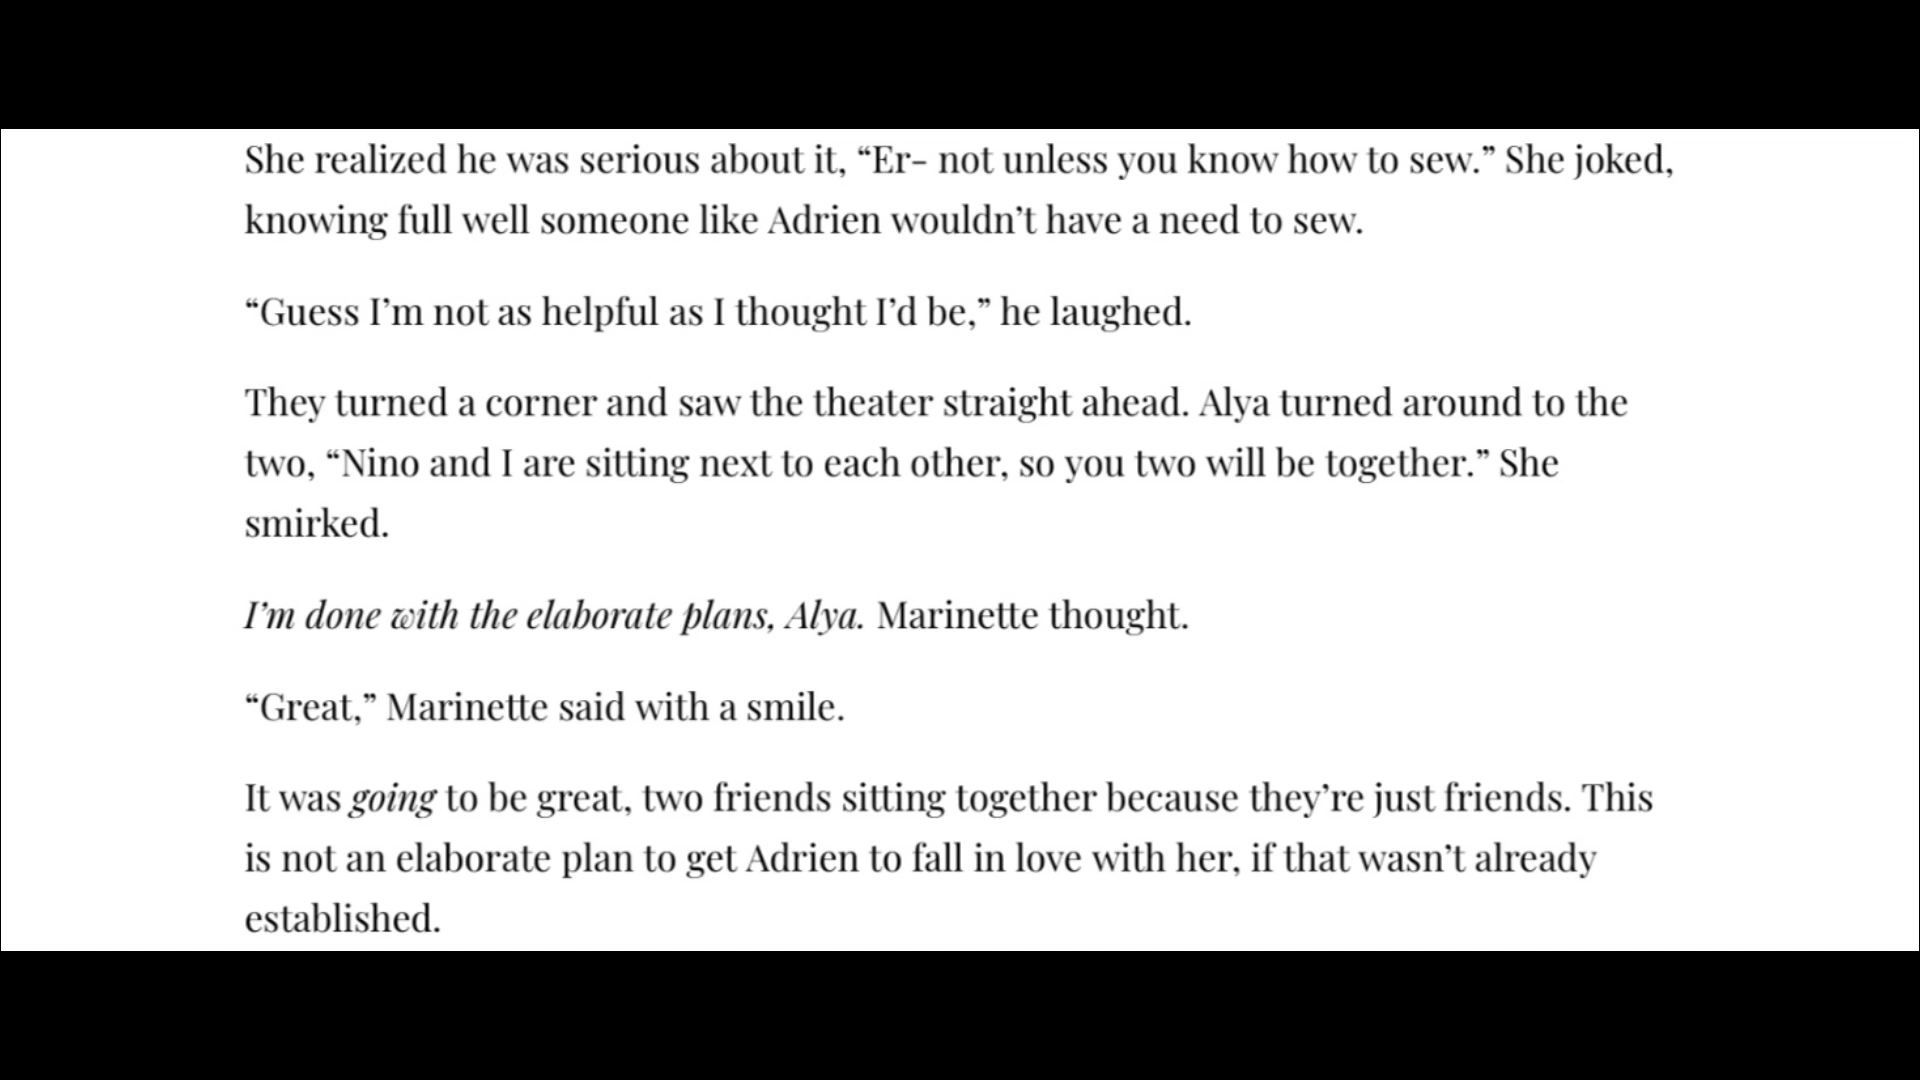 She realized he was serious about it, “Er- not unless you know how to sew.” She joked,
knowing full well someone like Adrien wouldn’t have a need to sew.
“Guess I’m not as helpful as I thought I’d be,” he laughed.
They turned a corner and saw the theater straight ahead. Alya turned around to the
two, “Nino and I are sitting next to each other, so you two will be together.” She
smirked.
I’m done with the elaborate plans, Alya. Marinette thought.
“Great,” Marinette said with a smile.
It was going to be great, two friends sitting together because they’re just friends. This
is not an elaborate plan to get Adrien to fall in love with her, if that wasn’t already
established.